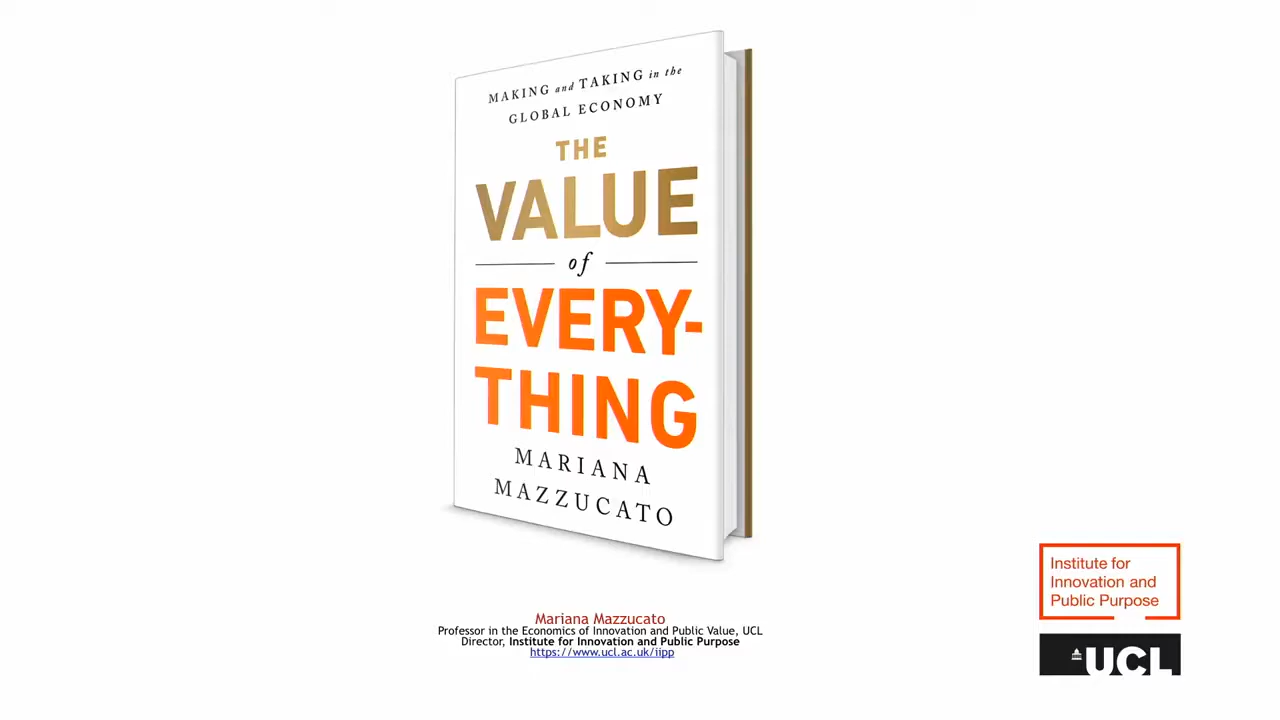 MAKING and TAKING in the
GLOBAL ECONOMY
THE
VALUE
of
EVERY-
THING
MARIANA
MAZZUCATO
Mariana Mazzucato
Professor in the Economics of Innovation and Public Value, UCL
Director, Institute for Innovation and Public Purpose
https://www.ucl.ac.uk/iipp
Institute for
Innovation and
Public Purpose
UCL